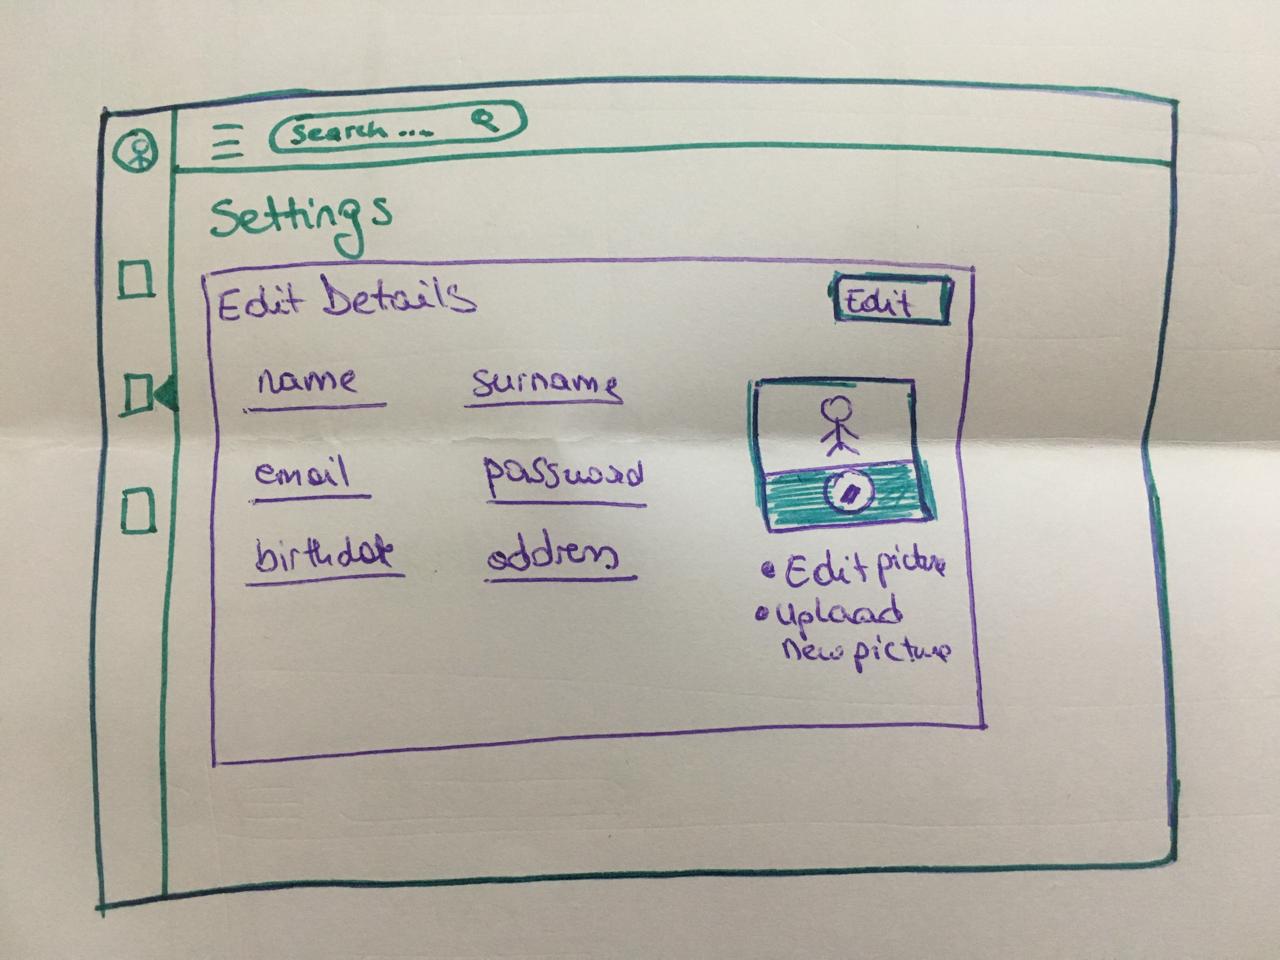 Search....
Settings
Edit Details
Edit
name
surname
email
password
birthdate
address
• Edit picture
• Upload
New picture